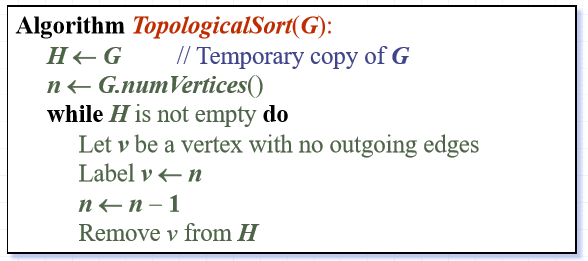 Algorithm TopologicalSort(G):
H ← G // Temporary copy of G
n ← G.numVertices()
while H is not empty do
Let v be a vertex with no outgoing edges
Label v ← n
n ← n – 1
Remove v from H